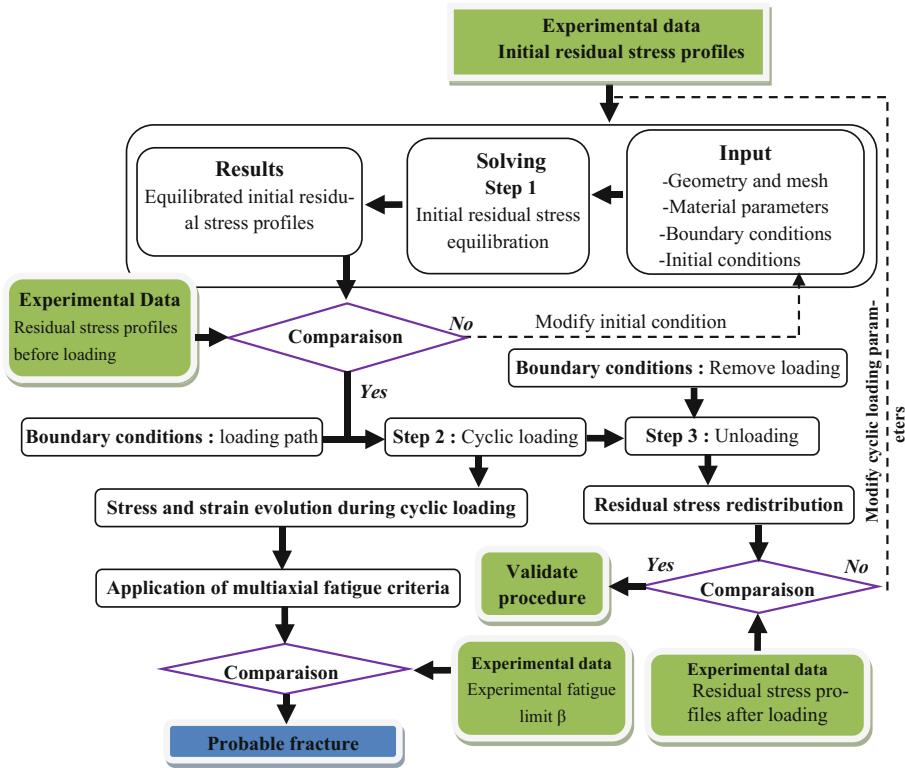 Experimental data
Initial residual stress profiles
Results
Equilibrated initial residu-
al stress profiles
Solving
Step 1
Initial residual stress
equilibration
Input
-Geometry and mesh
-Material parameters
-Boundary conditions
-Initial conditions
Experimental Data
Residual stress profiles
before loading
Comparaison
No
Modify initial condition
Yes
Boundary conditions : Remove loading
Modify cyclic loading param-
eters
Boundary conditions : loading path
Step 2 : Cyclic loading
Step 3 : Unloading
Stress and strain evolution during cyclic loading
Residual stress redistribution
Application of multiaxial fatigue criteria
Validate
procedure
Yes
No
Comparaison
Comparaison
Experimental data
Experimental fatigue
limit β
Experimental data
Residual stress pro-
files after loading
Probable fracture